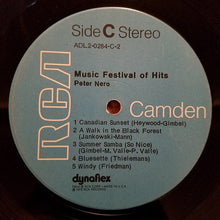 Side C Stereo
ADL2-0284-C-2
Music Festival of Hits
Peter Nero
RCA
Camden
1 Canadian Sunset (Heywood-Gimbel)
2 A Walk in the Black Forest
(Jankowski-Mann)
3 Summer Samba (So Nice)
(Gimbel-M. Valle-P. Valle)
4 Bluesette (Thielemans)
5 Windy (Friedman)
dynaflex